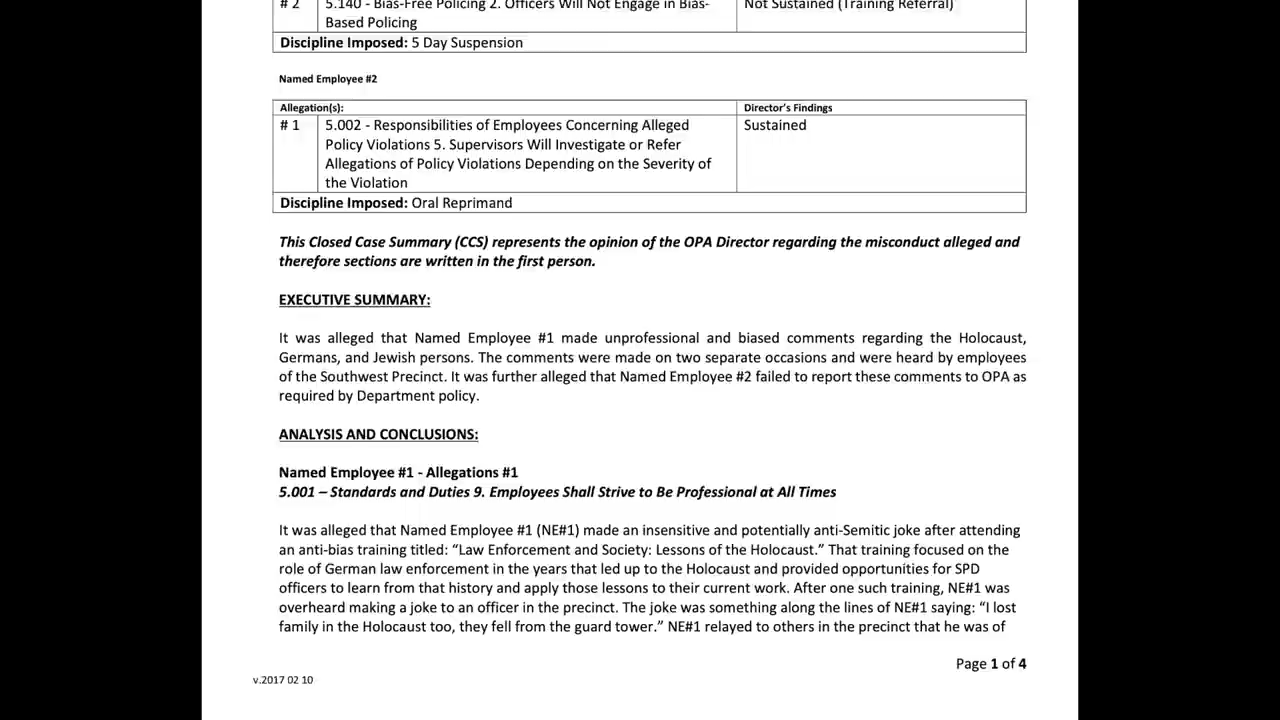 # 2 5.140 - Bias-Free Policing 2. Officers Will Not Engage in Bias- Not Sustained (Training Referral)
Based Policing
Discipline Imposed: 5 Day Suspension
Named Employee #2
Allegation(s): Director's Findings
# 1 5.002 - Responsibilities of Employees Concerning Alleged Sustained
Policy Violations 5. Supervisors Will Investigate or Refer
Allegations of Policy Violations Depending on the Severity of
the Violation
Discipline Imposed: Oral Reprimand
This Closed Case Summary (CCS) represents the opinion of the OPA Director regarding the misconduct alleged and
therefore sections are written in the first person.
EXECUTIVE SUMMARY:
It was alleged that Named Employee #1 made unprofessional and biased comments regarding the Holocaust,
Germans, and Jewish persons. The comments were made on two separate occasions and were heard by employees
of the Southwest Precinct. It was further alleged that Named Employee #2 failed to report these comments to OPA as
required by Department policy.
ANALYSIS AND CONCLUSIONS:
Named Employee #1 - Allegations #1
5.001 – Standards and Duties 9. Employees Shall Strive to Be Professional at All Times
It was alleged that Named Employee #1 (NE#1) made an insensitive and potentially anti-Semitic joke after attending
an anti-bias training titled: “Law Enforcement and Society: Lessons of the Holocaust.” That training focused on the
role of German law enforcement in the years that led up to the Holocaust and provided opportunities for SPD
officers to learn from that history and apply those lessons to their current work. After one such training, NE#1 was
overheard making a joke to an officer in the precinct. The joke was something along the lines of NE#1 saying: “I lost
family in the Holocaust too, they fell from the guard tower.” NE#1 relayed to others in the precinct that he was of
Page 1 of 4
v.2017 02 10